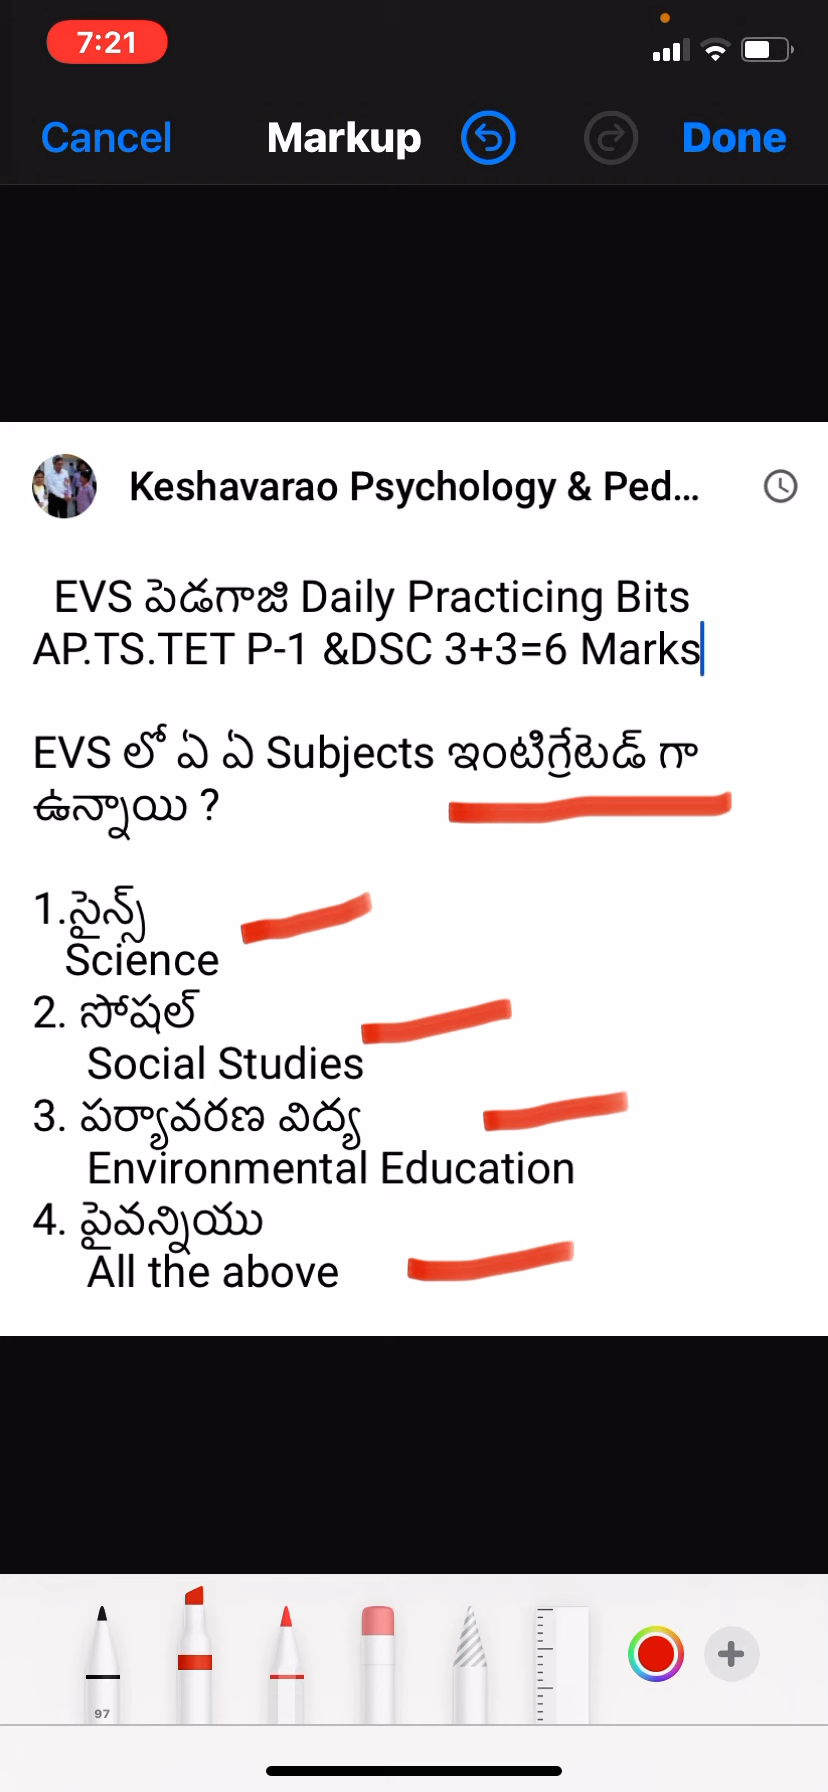 7:21
Cancel Markup Done
Keshavarao Psychology & Ped...
EVS పెడగాజి Daily Practicing Bits
AP.TS.TET P-1 &DSC 3+3=6 Marks
EVS లో ఏ ఏ Subjects ఇంటిగ్రేటెడ్ గా
ఉన్నాయి ?
1.సైన్స్
Science
2. సోషల్
Social Studies
3. పర్యావరణ విద్య
Environmental Education
4. పైవన్నియు
All the above
97